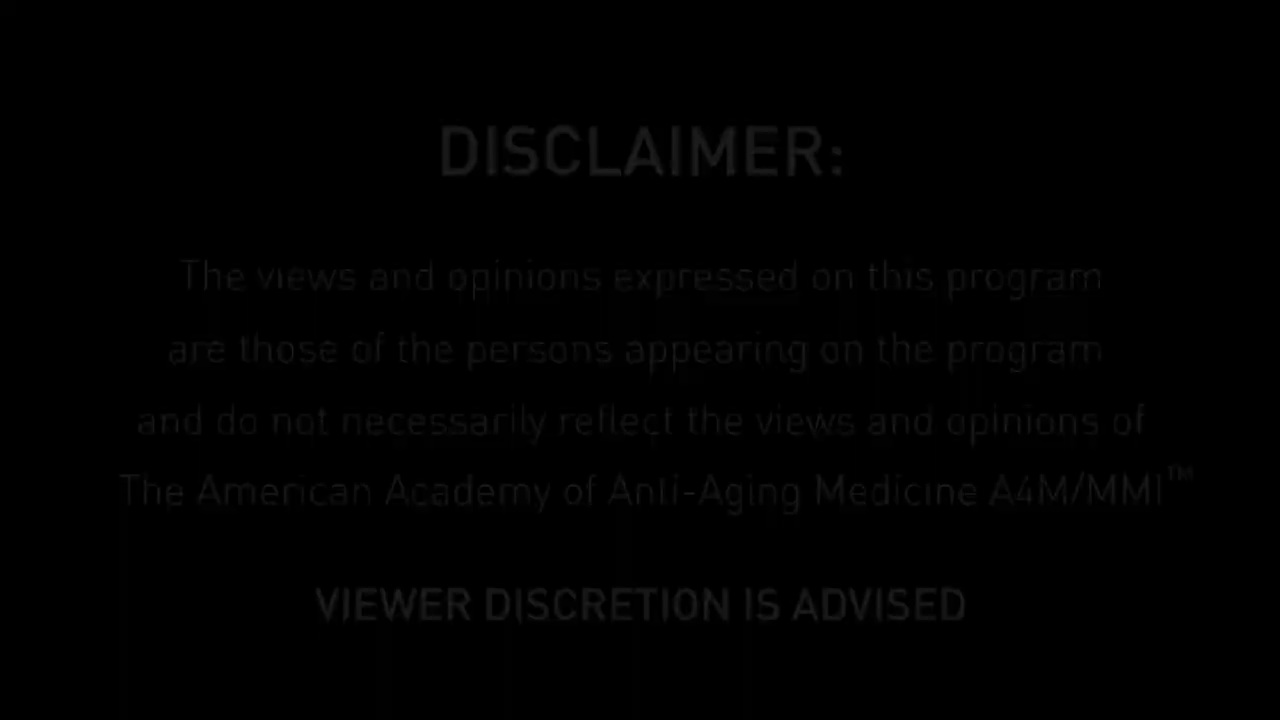 DISCLAIMER:
The views and opinions expressed on this program
are those of the persons appearing on the program
and do not necessarily reflect the views and opinions of
The American Academy of Anti-Aging Medicine A4M/MMI™
VIEWER DISCRETION IS ADVISED